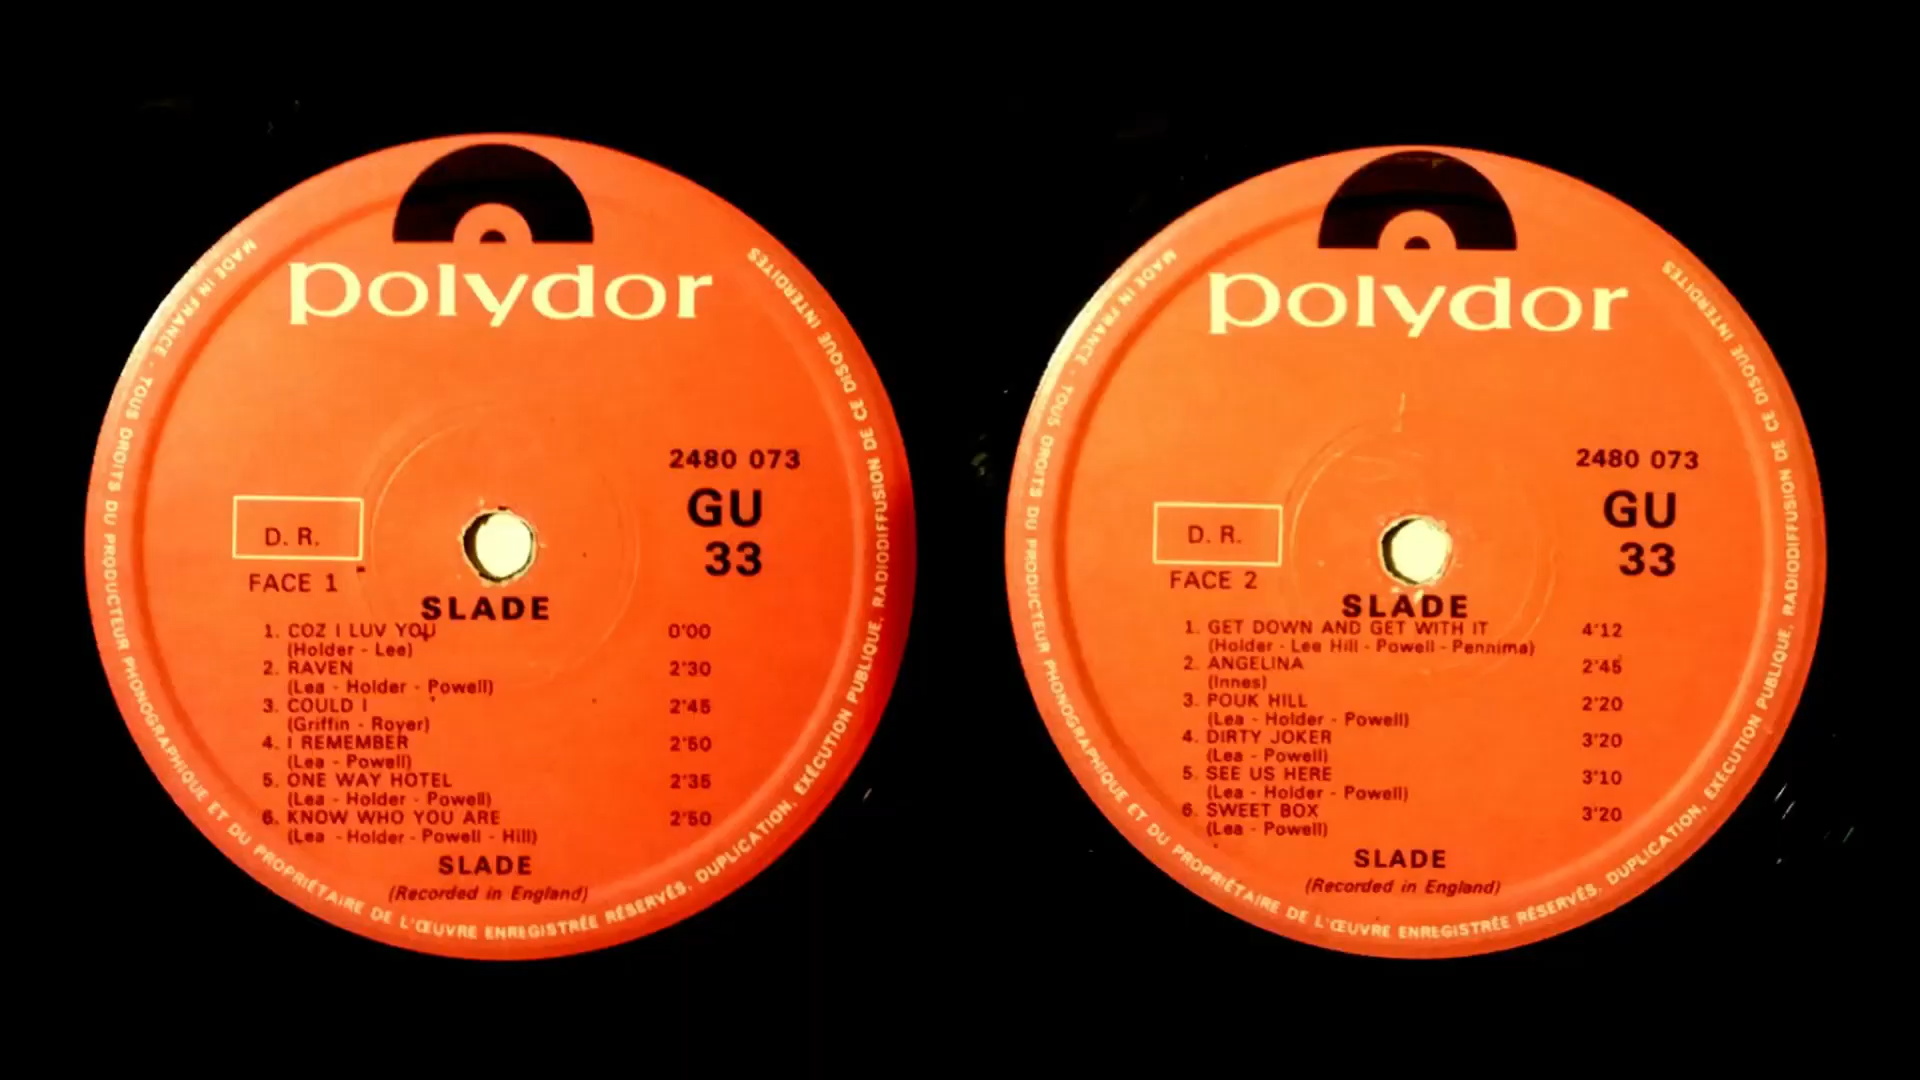 polydor
MADE IN FRANCE - TOUS DROITS DU PRODUCTEUR PHONOGRAPHIQUE ET DU PROPRIÉTAIRE DE L'ŒUVRE ENREGISTRÉE RÉSERVÉS. DUPLICATION, EXÉCUTION PUBLIQUE, RADIODIFFUSION DE CE DISQUE INTERDITES
2480 073
GU
33
D. R.
FACE 1
SLADE
1. COZ I LUV YOU 0'00
(Holder - Lee)
2. RAVEN 2'30
(Lea - Holder - Powell)
3. COULD I 2'45
(Griffin - Royer)
4. I REMEMBER 2'50
(Lea - Powell)
5. ONE WAY HOTEL 2'35
(Lea - Holder - Powell)
6. KNOW WHO YOU ARE 2'50
(Lea - Holder - Powell - Hill)
SLADE
(Recorded in England)
polydor
MADE IN FRANCE - TOUS DROITS DU PRODUCTEUR PHONOGRAPHIQUE ET DU PROPRIÉTAIRE DE L'ŒUVRE ENREGISTRÉE RÉSERVÉS. DUPLICATION, EXÉCUTION PUBLIQUE, RADIODIFFUSION DE CE DISQUE INTERDITES
2480 073
GU
33
D. R.
FACE 2
SLADE
1. GET DOWN AND GET WITH IT 4'12
(Holder - Lee Hill - Powell - Pennima)
2. ANGELINA 2'45
(Innes)
3. POUK HILL 2'20
(Lea - Holder - Powell)
4. DIRTY JOKER 3'20
(Lea - Powell)
5. SEE US HERE 3'10
(Lea - Holder - Powell)
6. SWEET BOX 3'20
(Lea - Powell)
SLADE
(Recorded in England)